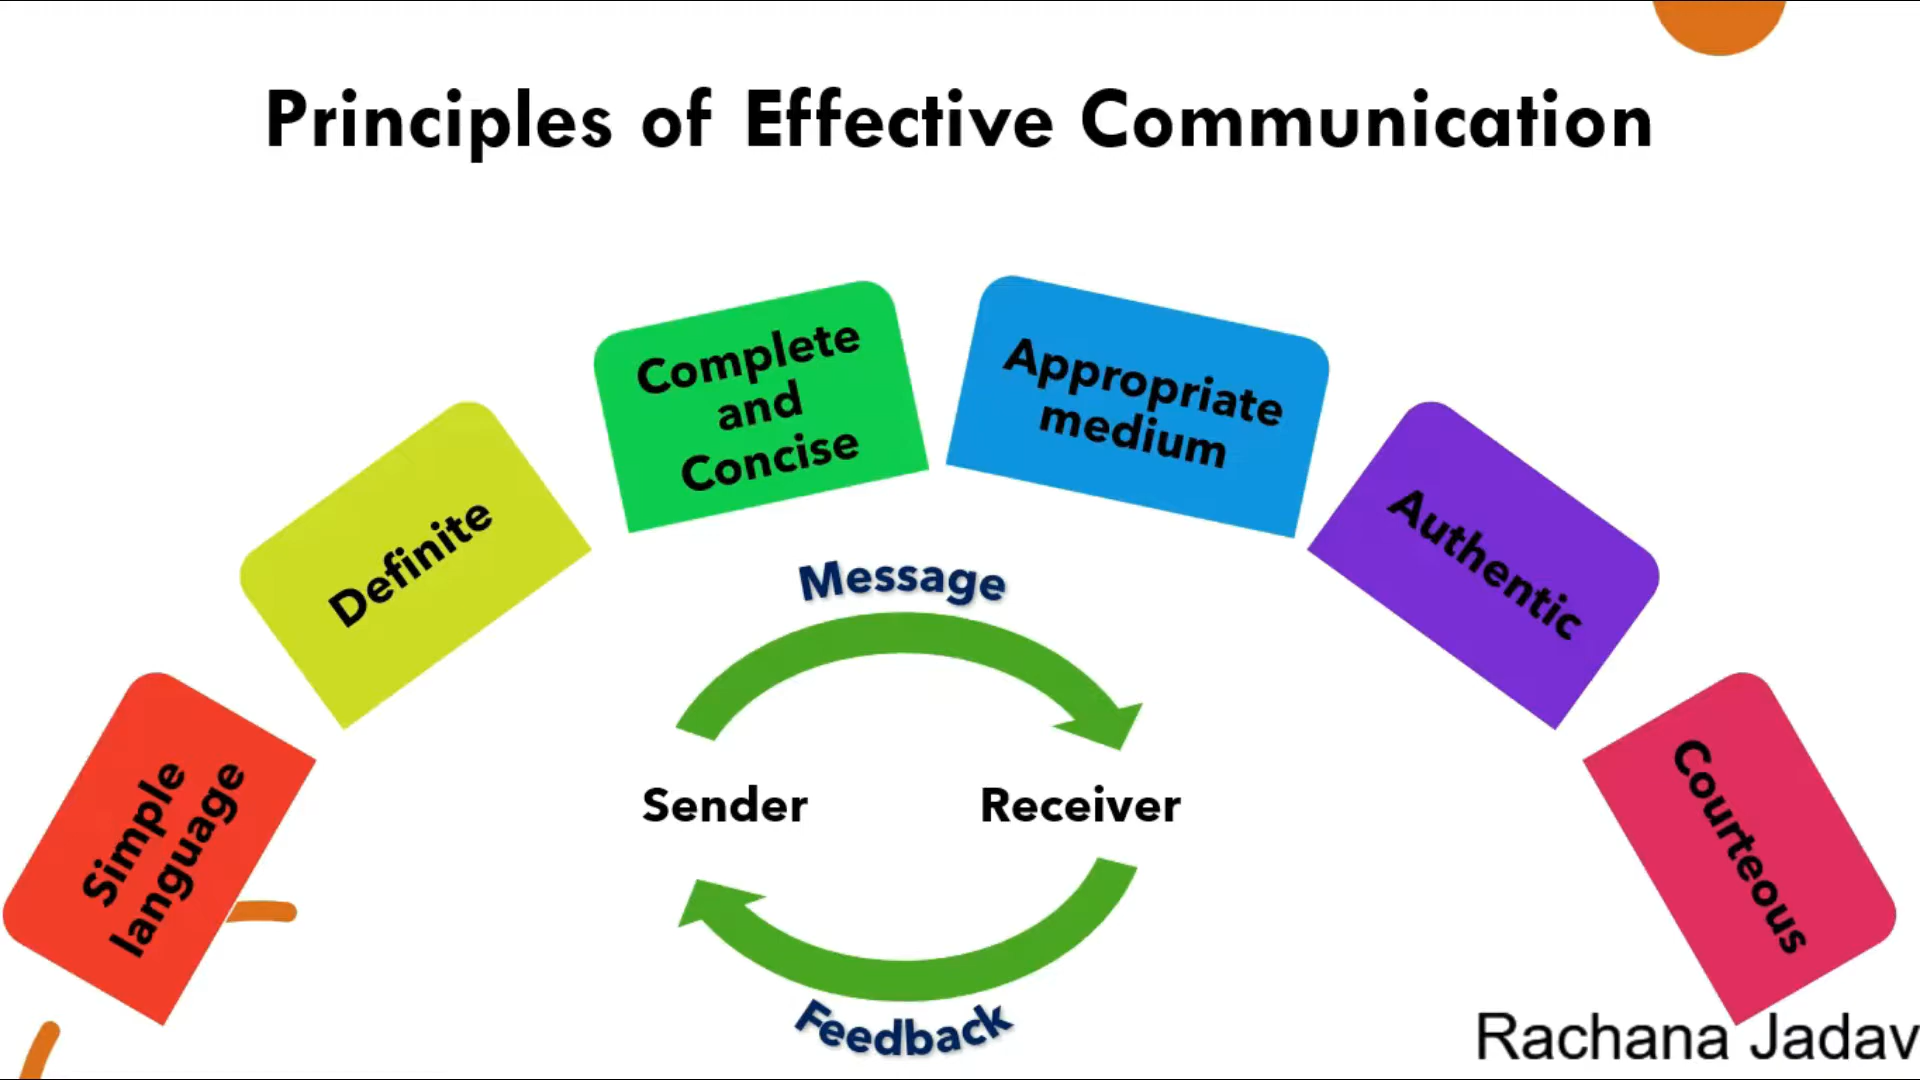 Principles of Effective Communication
Simple
language
Definite
Complete
and
Concise
Appropriate
medium
Authentic
Courteous
Message
Sender
Receiver
Feedback
Rachana Jadav